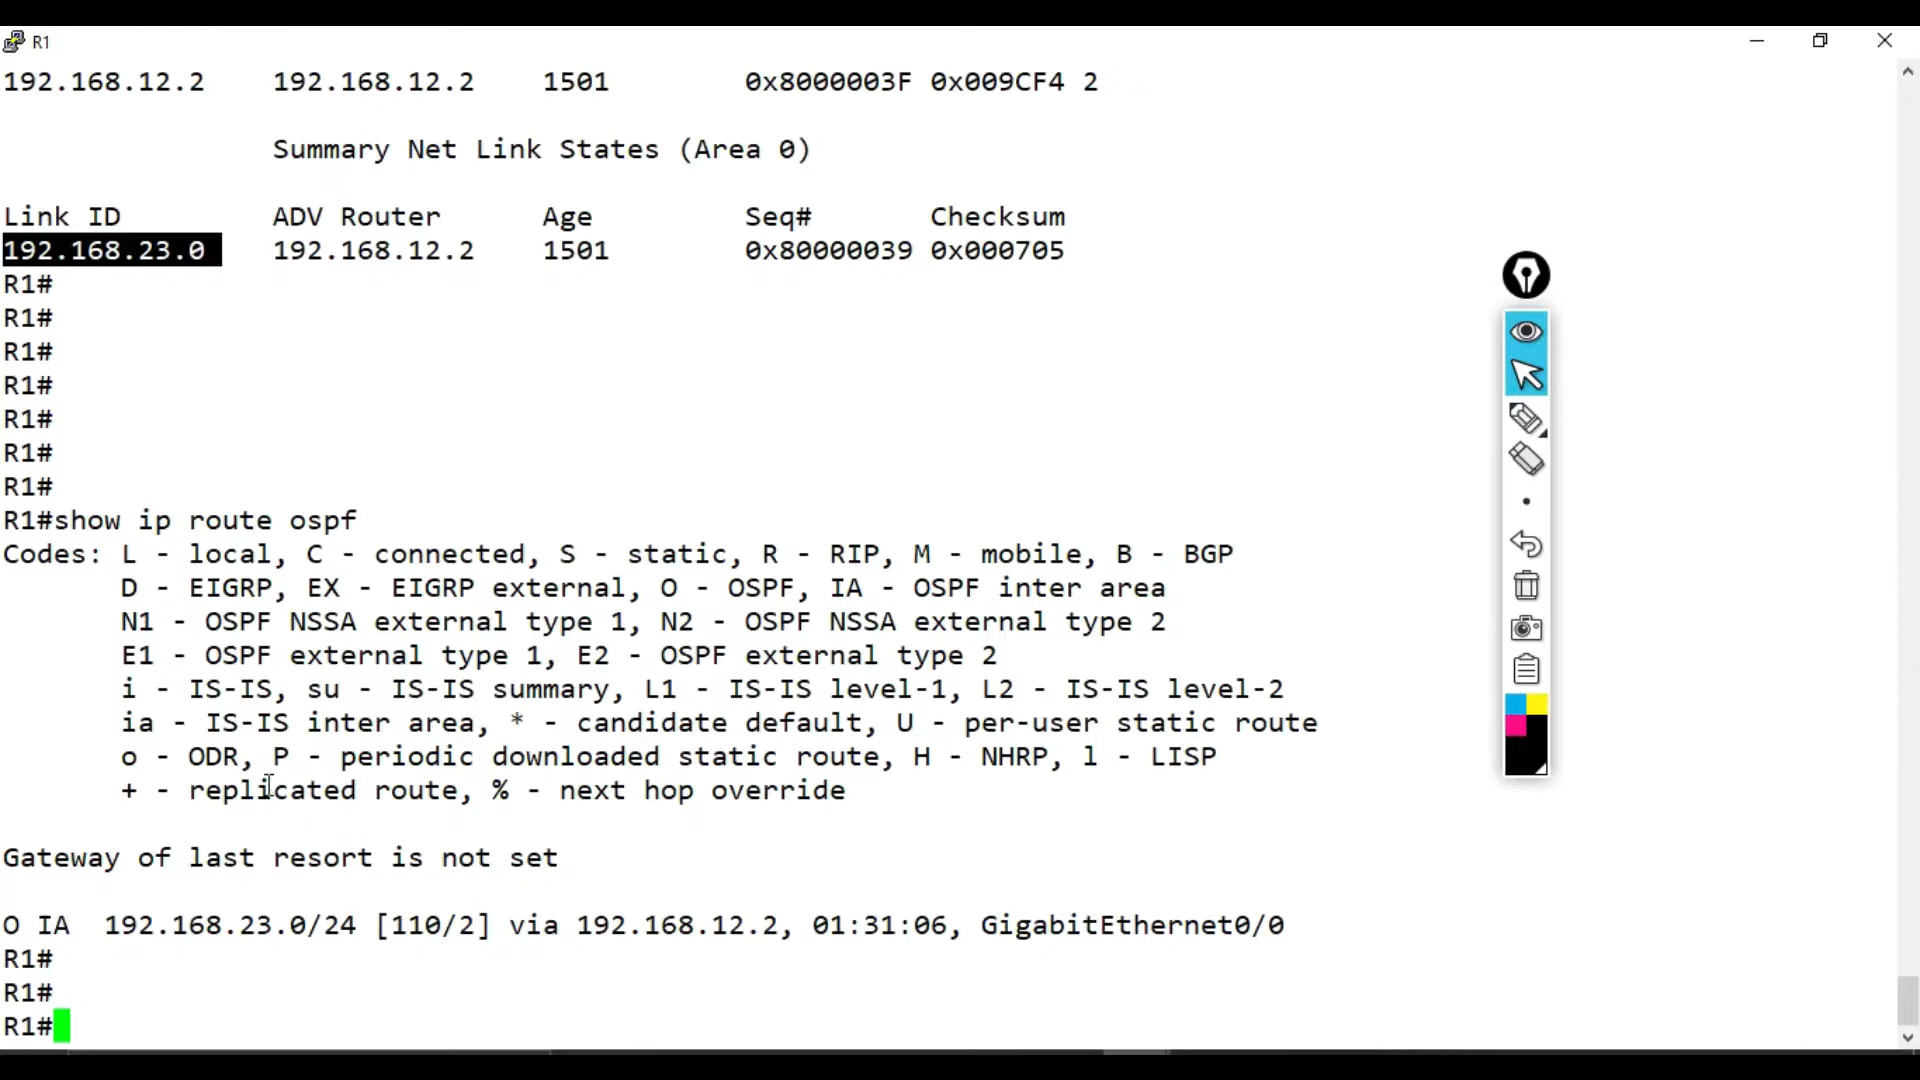 R1
192.168.12.2 192.168.12.2 1501 0x8000003F 0x009CF4 2
Summary Net Link States (Area 0)
Link ID ADV Router Age Seq# Checksum
192.168.23.0 192.168.12.2 1501 0x80000039 0x000705
R1#
R1#
R1#
R1#
R1#
R1#
R1#
R1#show ip route ospf
Codes: L - local, C - connected, S - static, R - RIP, M - mobile, B - BGP
D - EIGRP, EX - EIGRP external, O - OSPF, IA - OSPF inter area
N1 - OSPF NSSA external type 1, N2 - OSPF NSSA external type 2
E1 - OSPF external type 1, E2 - OSPF external type 2
i - IS-IS, su - IS-IS summary, L1 - IS-IS level-1, L2 - IS-IS level-2
ia - IS-IS inter area, * - candidate default, U - per-user static route
o - ODR, P - periodic downloaded static route, H - NHRP, l - LISP
+ - replicated route, % - next hop override
Gateway of last resort is not set
O IA 192.168.23.0/24 [110/2] via 192.168.12.2, 01:31:06, GigabitEthernet0/0
R1#
R1#
R1#